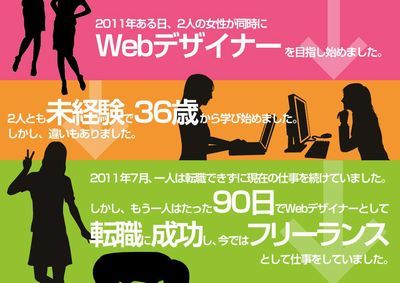 2011年ある日、2人の女性が同時に
Webデザイナーを目指し始めました。
2人とも未経験、36歳から学び始めました。
しかし、違いもありました。
2011年7月、一人は転職できずに現在の仕事を続けていました。
しかし、もう一人はたった90日でWebデザイナーとして
転職に成功し、今ではフリーランス
として仕事をしていました。